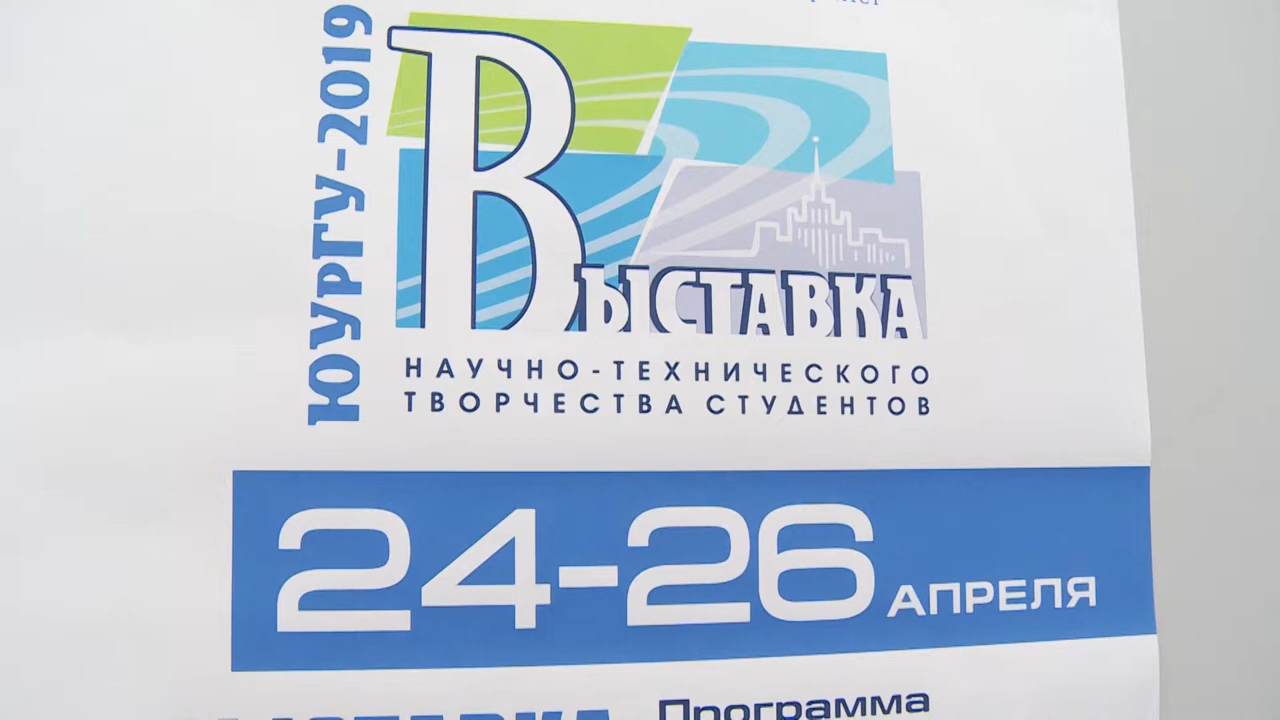 ЮУРГУ-2019
ВЫСТАВКА
НАУЧНО-ТЕХНИЧЕСКОГО
ТВОРЧЕСТВА СТУДЕНТОВ
24-26 АПРЕЛЯ
Программа